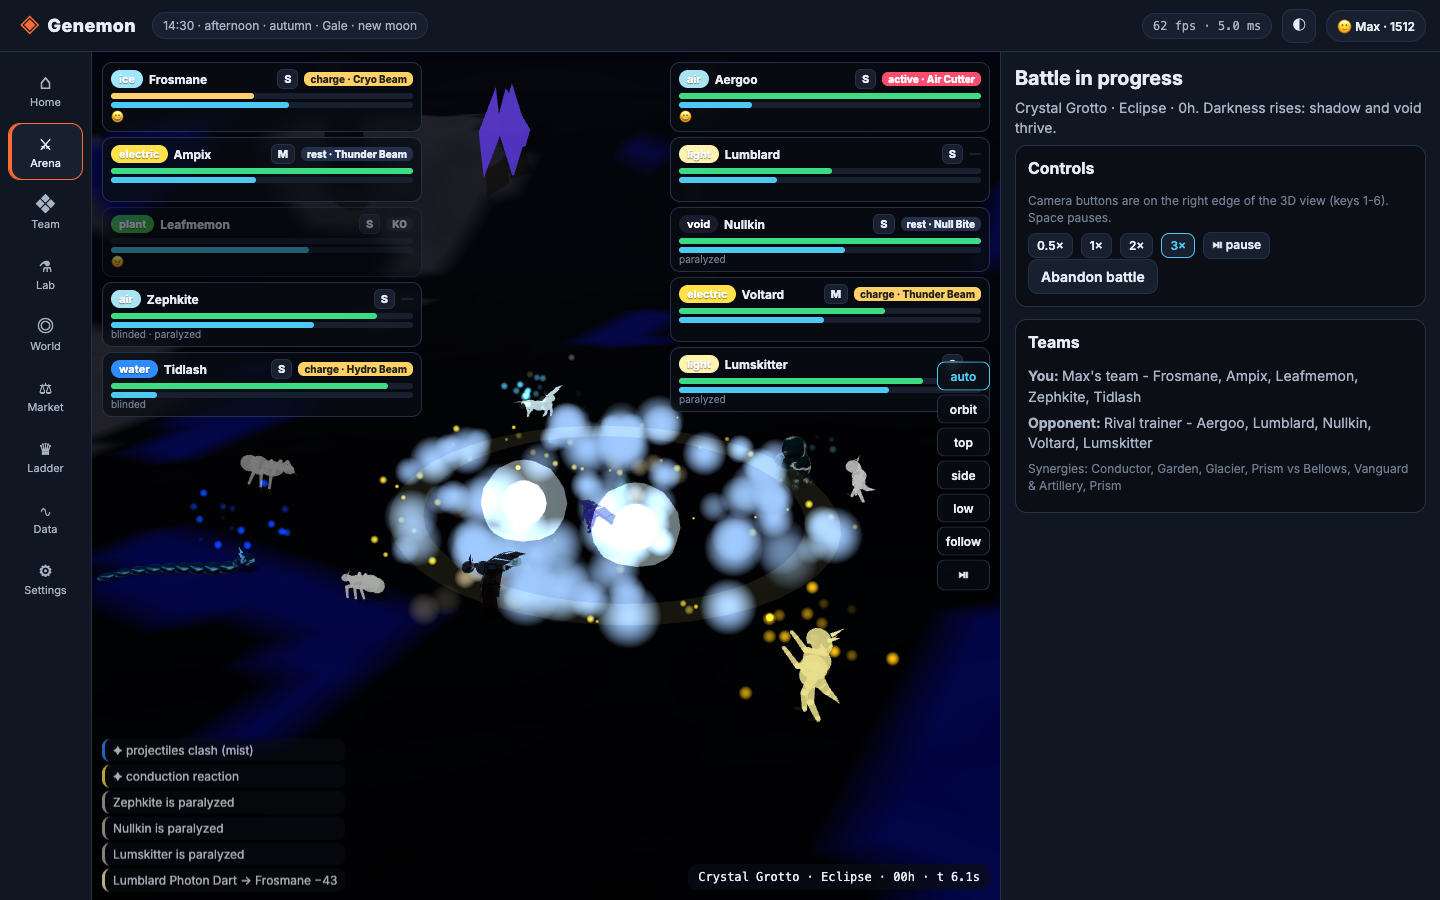 Genemon
14:30 · afternoon · autumn · Gale · new moon
62 fps · 5.0 ms
Max · 1512
Home
Arena
Team
Lab
World
Market
Ladder
Data
Settings
ice Frosmane S charge · Cryo Beam
electric Ampix M rest · Thunder Beam
plant Leafmemon S KO
air Zephkite S —
blinded · paralyzed
water Tidlash S charge · Hydro Beam
blinded
air Aergoo S active · Air Cutter
light Lumblard S —
void Nullkin S rest · Null Bite
paralyzed
electric Voltard M charge · Thunder Beam
light Lumskitter
paralyzed
auto
orbit
top
side
low
follow
✦ projectiles clash (mist)
✦ conduction reaction
Zephkite is paralyzed
Nullkin is paralyzed
Lumskitter is paralyzed
Lumblard Photon Dart → Frosmane −43
Crystal Grotto · Eclipse · 00h · t 6.1s
Battle in progress
Crystal Grotto · Eclipse · 0h. Darkness rises: shadow and void
thrive.
Controls
Camera buttons are on the right edge of the 3D view (keys 1-6).
Space pauses.
0.5× 1× 2× 3× ⏯ pause
Abandon battle
Teams
You: Max's team - Frosmane, Ampix, Leafmemon,
Zephkite, Tidlash
Opponent: Rival trainer - Aergoo, Lumblard, Nullkin,
Voltard, Lumskitter
Synergies: Conductor, Garden, Glacier, Prism vs Bellows, Vanguard
& Artillery, Prism